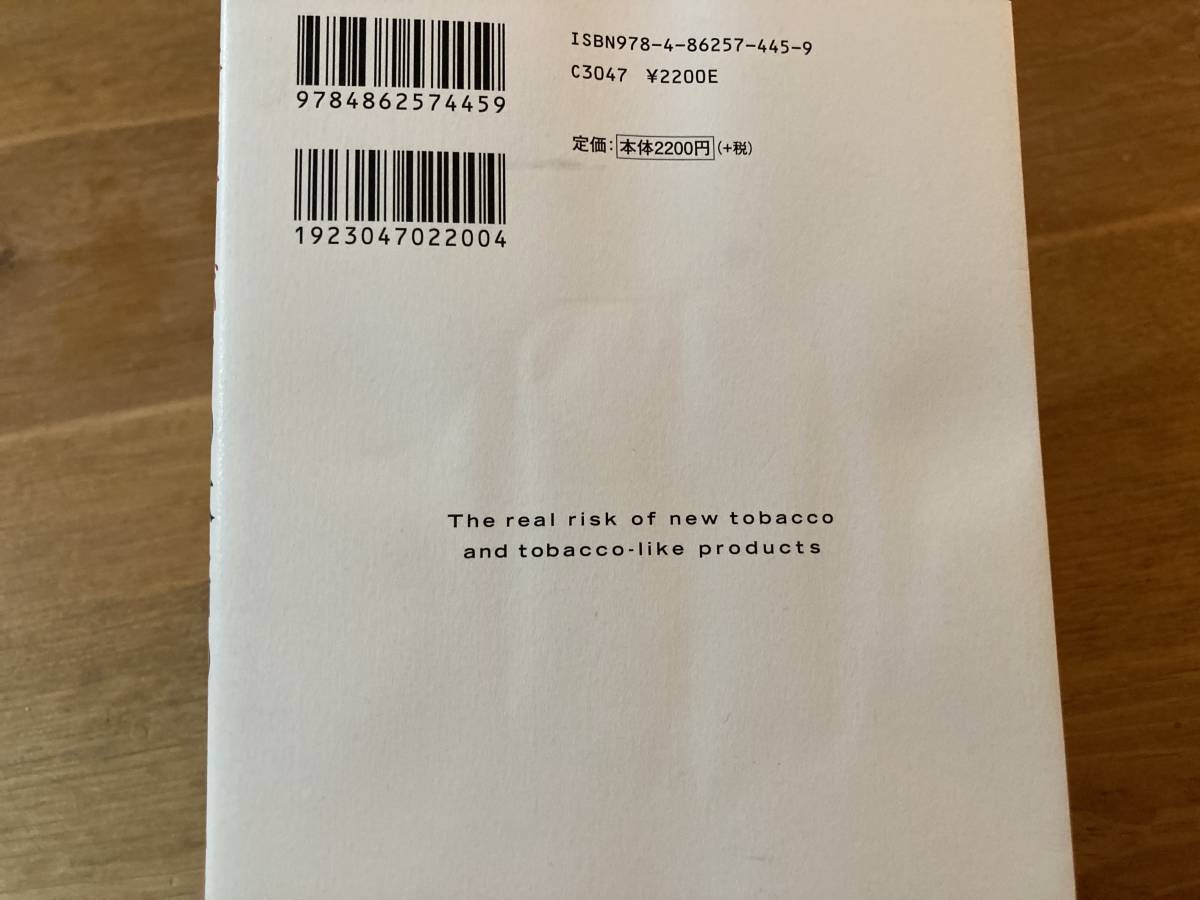 9784862574459
ISBN978-4-86257-445-9
C3047 ¥2200E
定価: 本体2200円 (+税)
1923047022004
The real risk of new tobacco
and tobacco-like products